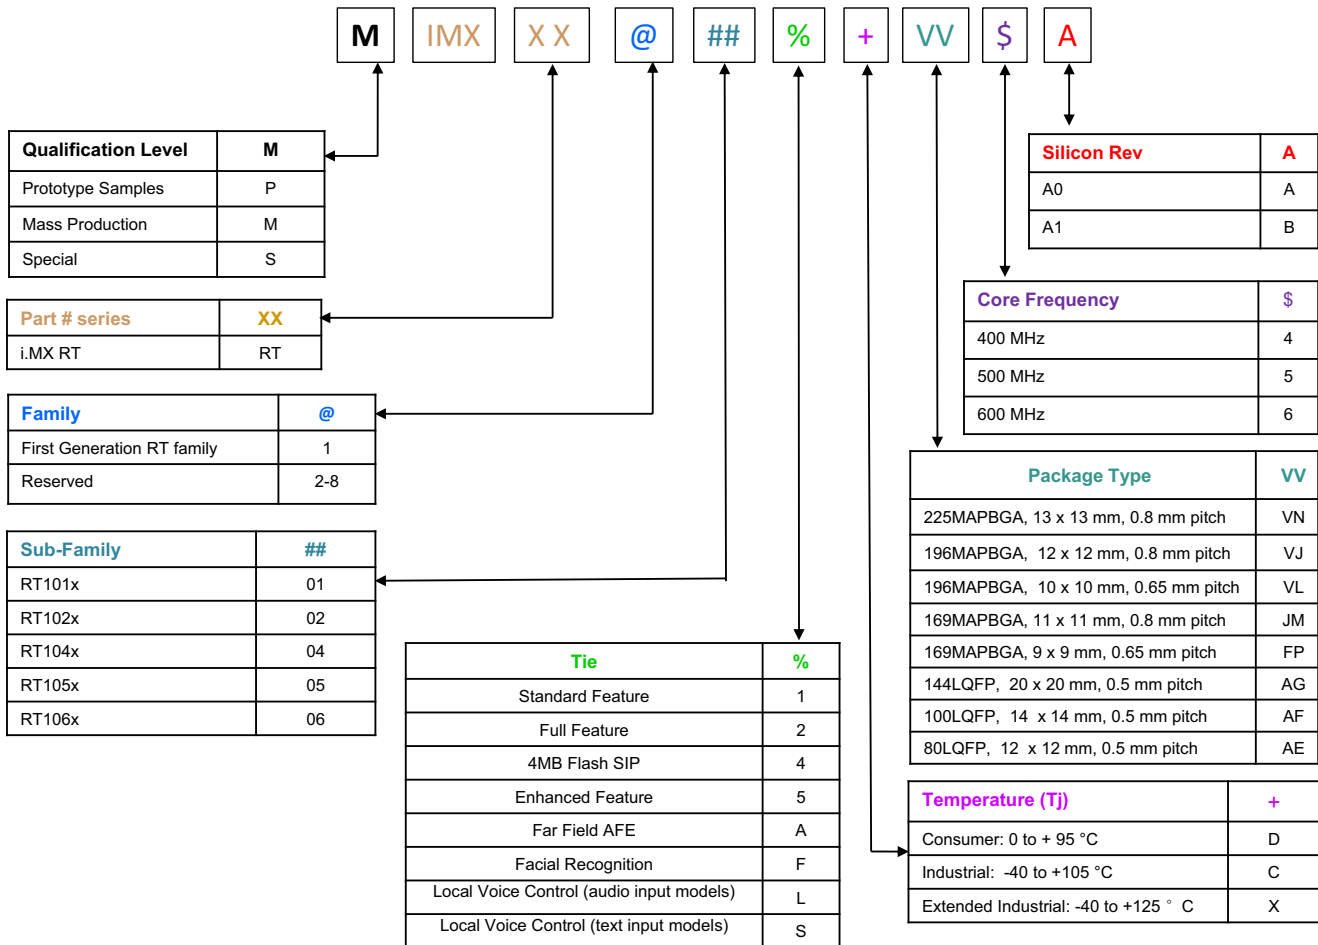 M IMX X X @ ## % + VV $ A
Qualification Level M
Prototype Samples P
Mass Production M
Special S
Part # series XX
i.MX RT RT
Family @
First Generation RT family 1
Reserved 2-8
Sub-Family ##
RT101x 01
RT102x 02
RT104x 04
RT105x 05
RT106x 06
Tie %
Standard Feature 1
Full Feature 2
4MB Flash SIP 4
Enhanced Feature 5
Far Field AFE A
Facial Recognition F
Local Voice Control (audio input models) L
Local Voice Control (text input models) S
Silicon Rev A
A0 A
A1 B
Core Frequency $
400 MHz 4
500 MHz 5
600 MHz 6
Package Type VV
225MAPBGA, 13 x 13 mm, 0.8 mm pitch VN
196MAPBGA, 12 x 12 mm, 0.8 mm pitch VJ
196MAPBGA, 10 x 10 mm, 0.65 mm pitch VL
169MAPBGA, 11 x 11 mm, 0.8 mm pitch JM
169MAPBGA, 9 x 9 mm, 0.65 mm pitch FP
144LQFP, 20 x 20 mm, 0.5 mm pitch AG
100LQFP, 14 x 14 mm, 0.5 mm pitch AF
80LQFP, 12 x 12 mm, 0.5 mm pitch AE
Temperature (Tj) +
Consumer: 0 to + 95 °C D
Industrial: -40 to +105 °C C
Extended Industrial: -40 to +125 ° C X